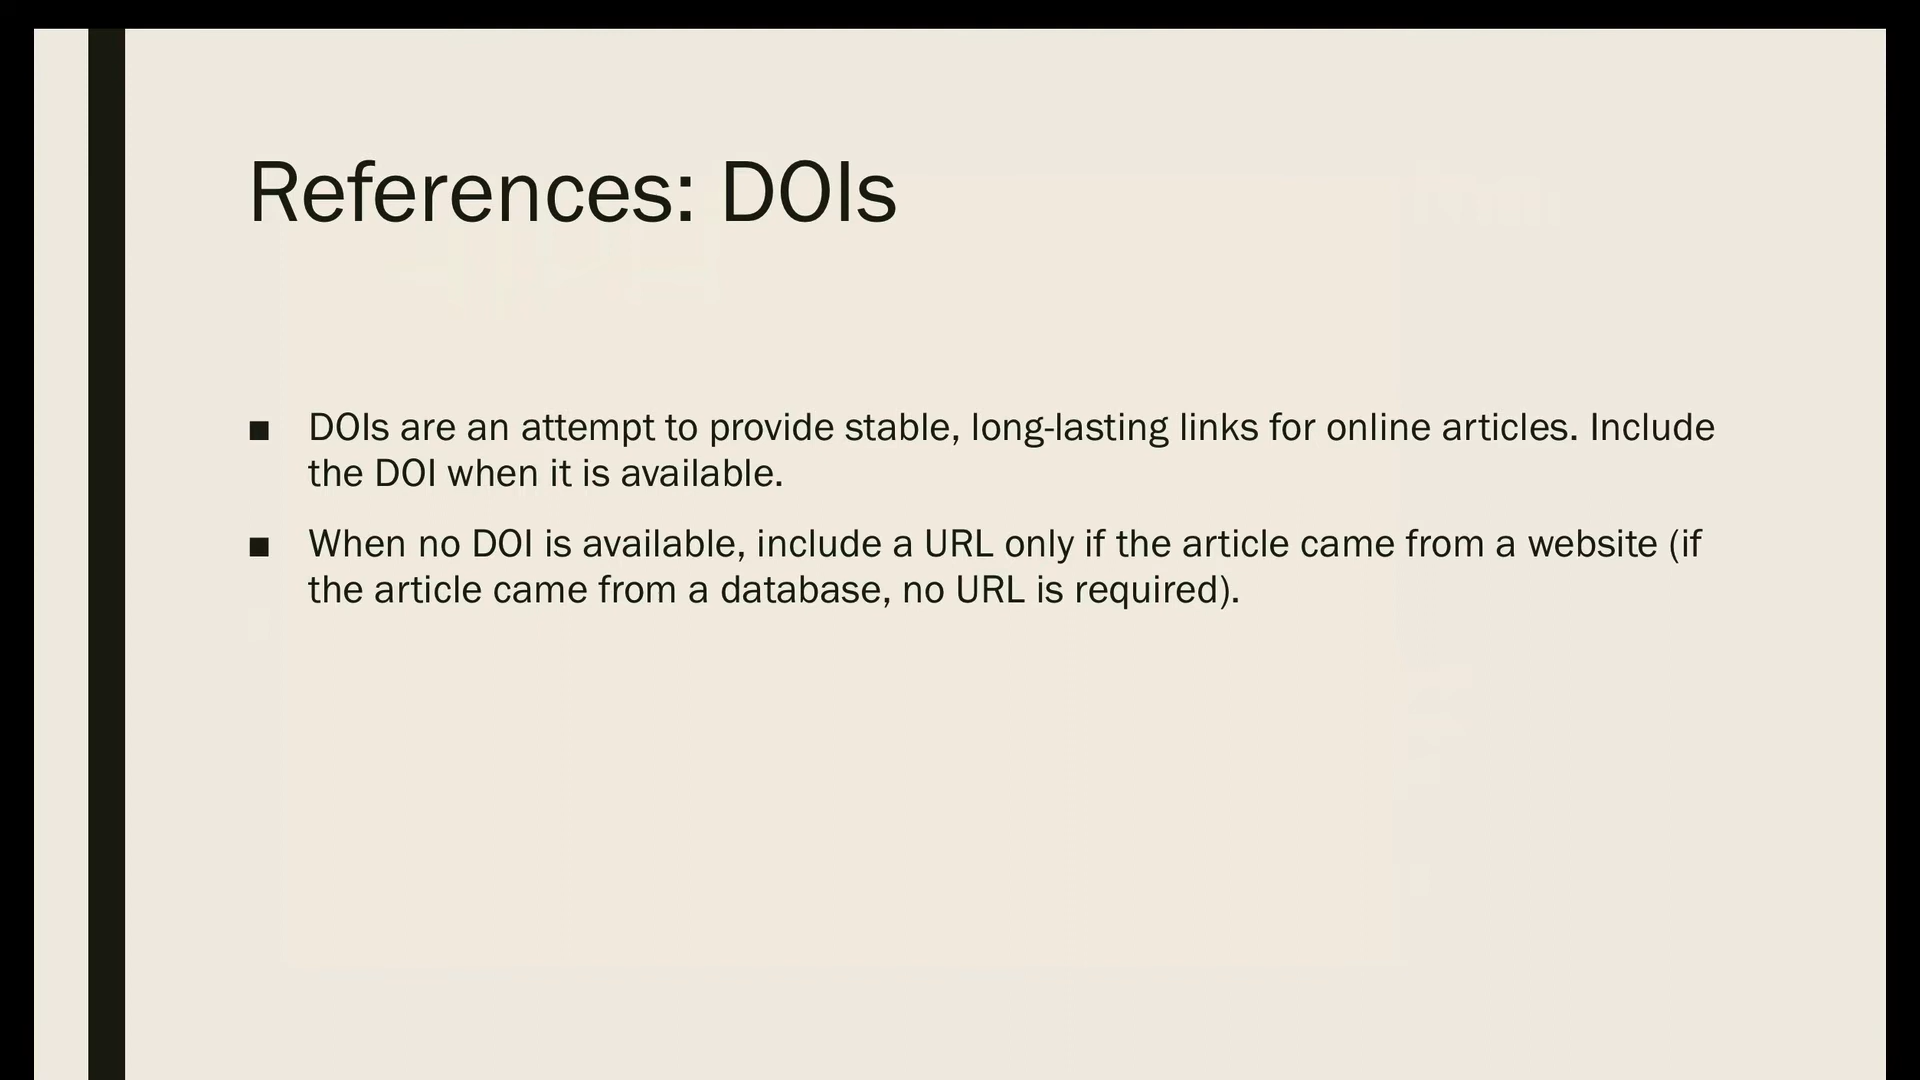 References: DOIs
■ DOIs are an attempt to provide stable, long-lasting links for online articles. Include
the DOI when it is available.
■ When no DOI is available, include a URL only if the article came from a website (if
the article came from a database, no URL is required).